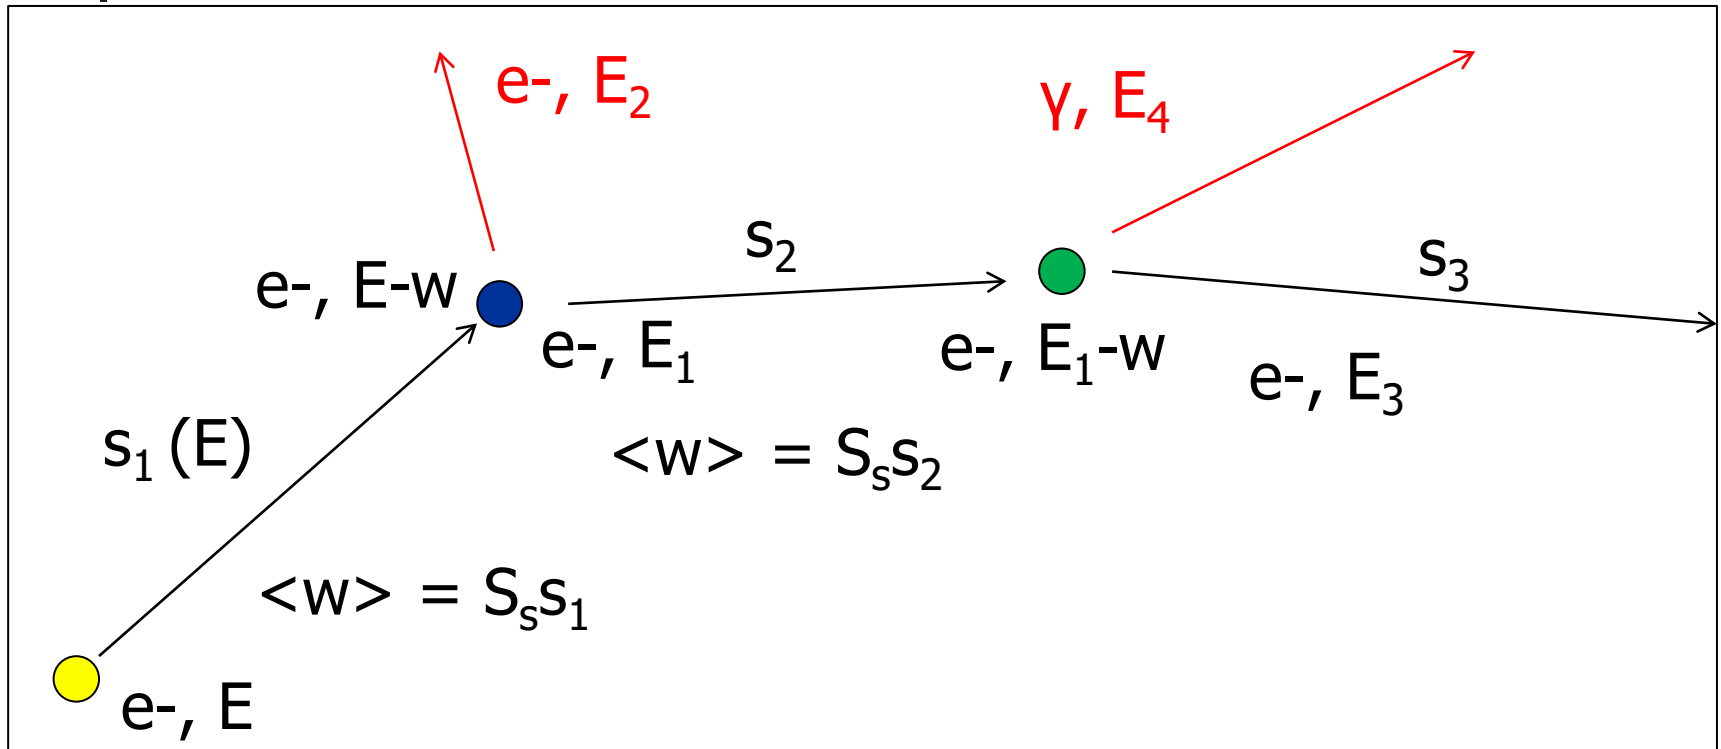 e-, E₂
γ, E₄
s₂
s₃
e-, E-w
e-, E₁
e-, E₁-w
e-, E₃
s₁ (E)
<w> = Sₛs₂
<w> = Sₛs₁
e-, E